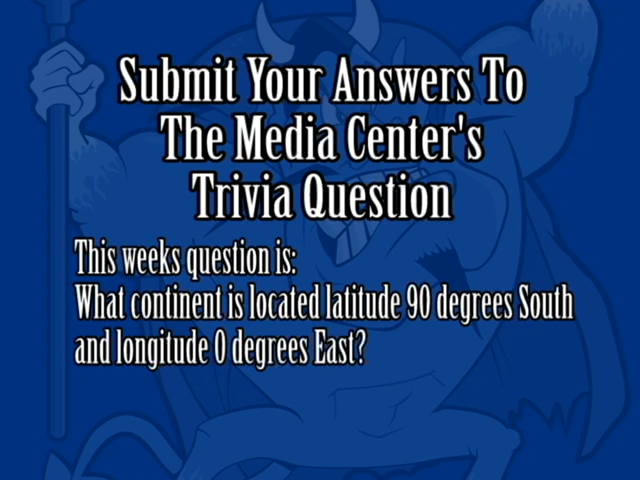 Submit Your Answers To
The Media Center's
Trivia Question
This weeks question is:
What continent is located latitude 90 degrees South
and longitude 0 degrees East?